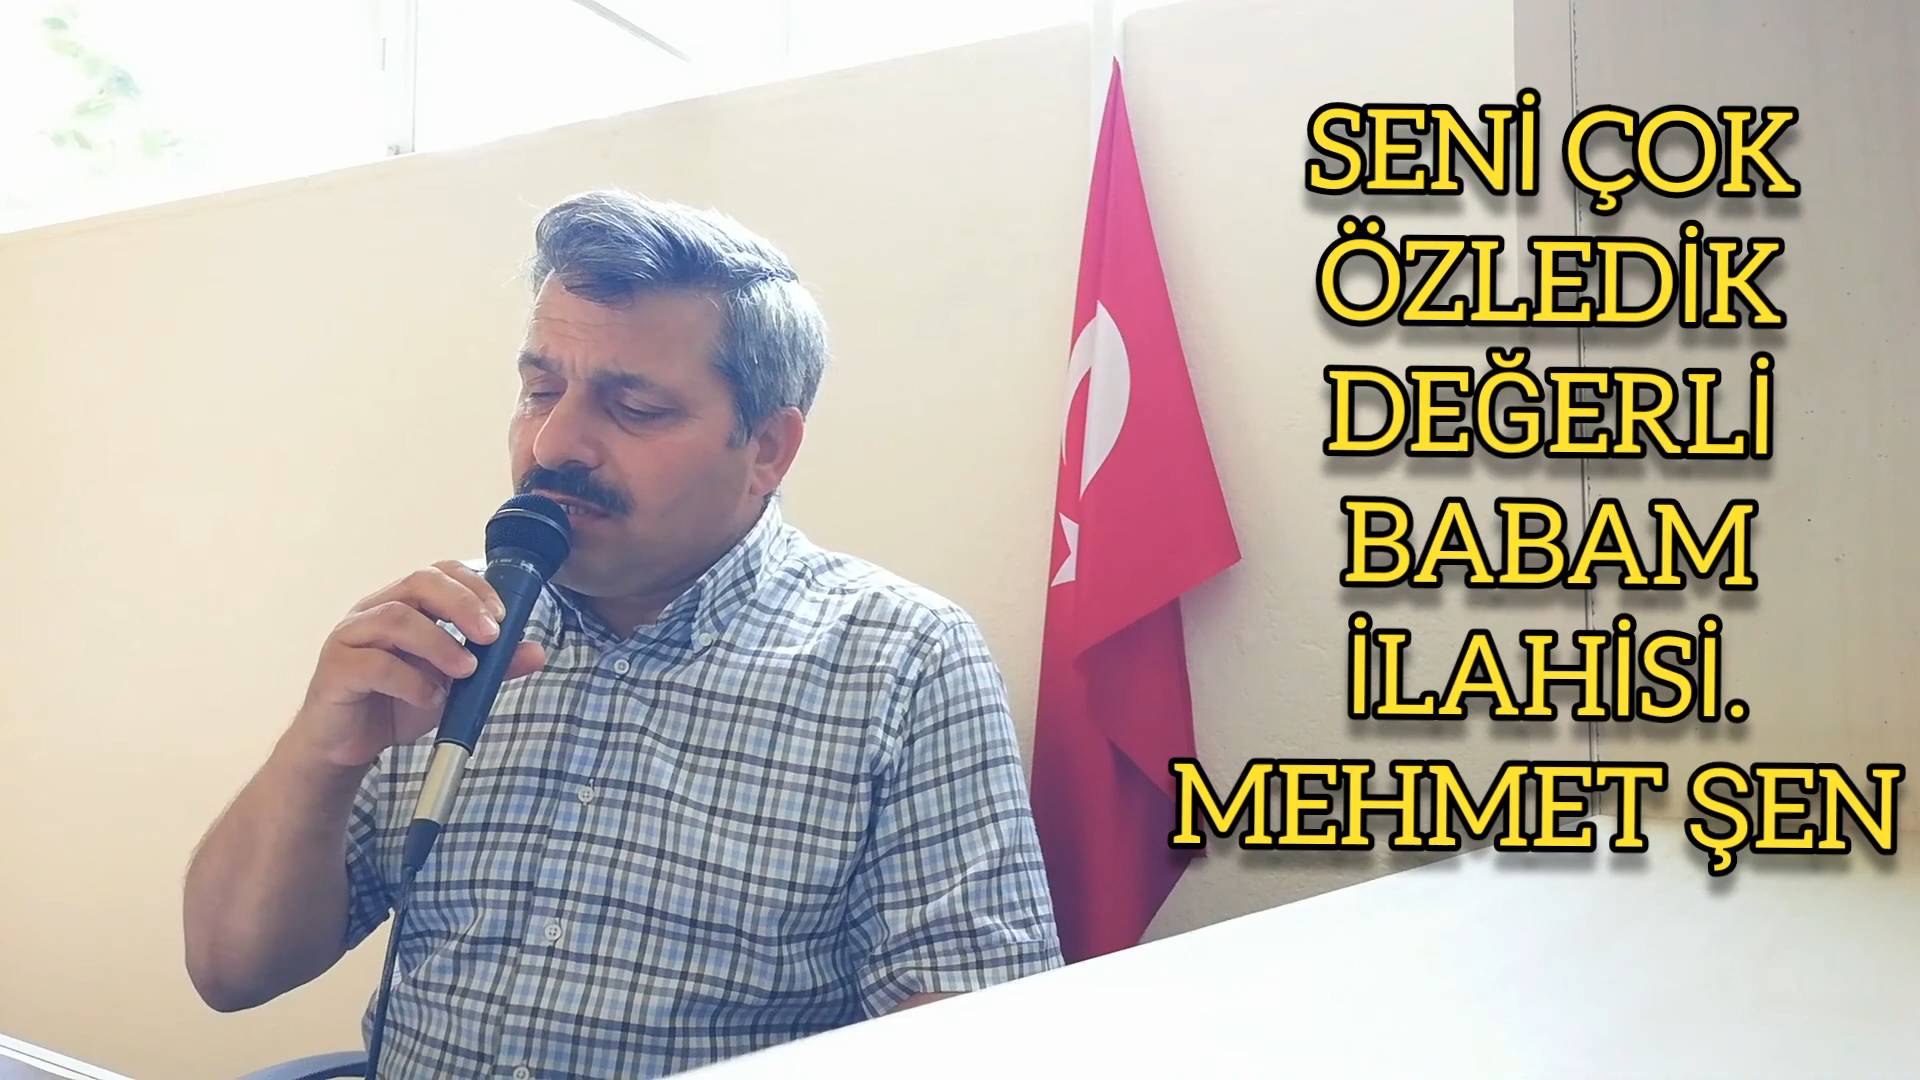 SENİ ÇOK
ÖZLEDİK
DEĞERLİ
BABAM
İLAHİSİ.
MEHMET ŞEN